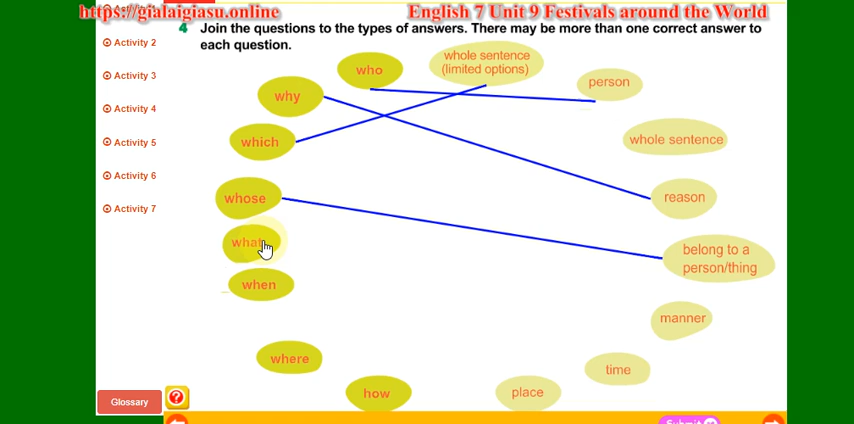 https://gialaigiasu.online
English 7 Unit 9 Festivals around the World
4 Join the questions to the types of answers. There may be more than one correct answer to
each question.
Activity 2
Activity 3
Activity 4
Activity 5
Activity 6
Activity 7
who
whole sentence
(limited options)
person
why
which
whole sentence
whose
reason
what
belong to a
person/thing
when
manner
where
time
how
place
Glossary
?